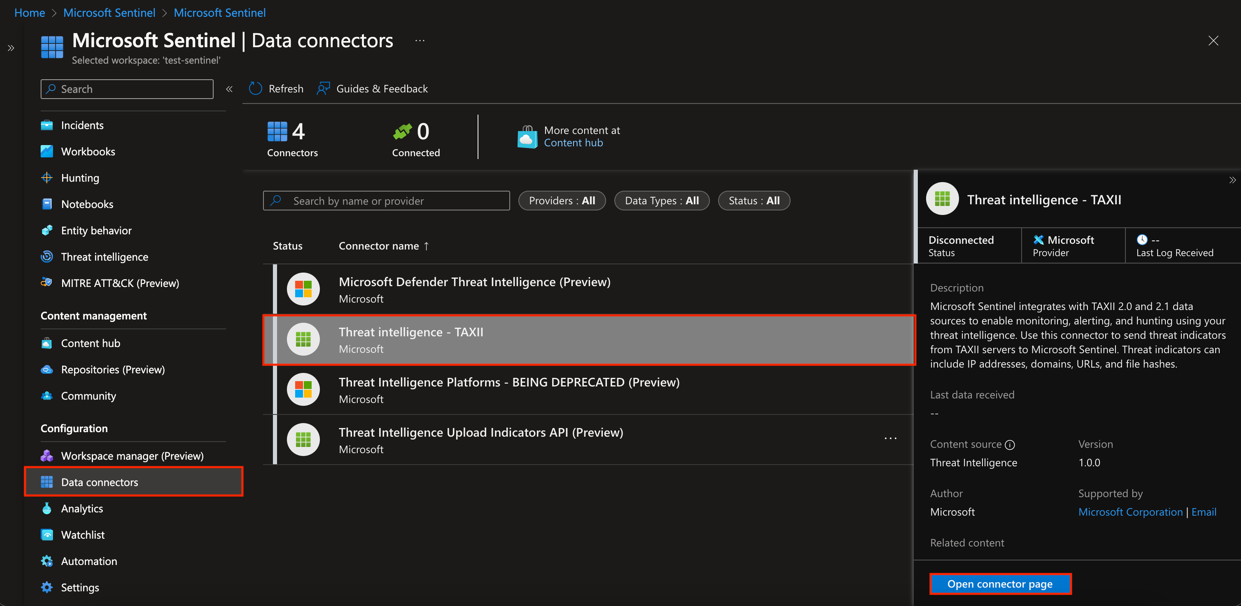 Home > Microsoft Sentinel > Microsoft Sentinel
»
Microsoft Sentinel | Data connectors ...
Selected workspace: 'test-sentinel'
Search
«
Incidents
Workbooks
Hunting
Notebooks
Entity behavior
Threat intelligence
MITRE ATT&CK (Preview)
Content management
Content hub
Repositories (Preview)
Community
Configuration
Workspace manager (Preview)
Data connectors
Analytics
Watchlist
Automation
Settings
Refresh
Guides & Feedback
4
Connectors
0
Connected
More content at
Content hub
Search by name or provider
Providers : All
Data Types : All
Status : All
Status
Connector name ↑
Microsoft Defender Threat Intelligence (Preview)
Microsoft
Threat intelligence - TAXII
Microsoft
Threat Intelligence Platforms - BEING DEPRECATED (Preview)
Microsoft
Threat Intelligence Upload Indicators API (Preview)
Microsoft
...
»
Threat intelligence - TAXII
Disconnected
Status
Microsoft
Provider
--
Last Log Received
Description
Microsoft Sentinel integrates with TAXII 2.0 and 2.1 data
sources to enable monitoring, alerting, and hunting using your
threat intelligence. Use this connector to send threat indicators
from TAXII servers to Microsoft Sentinel. Threat indicators can
include IP addresses, domains, URLs, and file hashes.
Last data received
--
Content source
Threat Intelligence
Version
1.0.0
Author
Microsoft
Supported by
Microsoft Corporation | Email
Related content
Open connector page